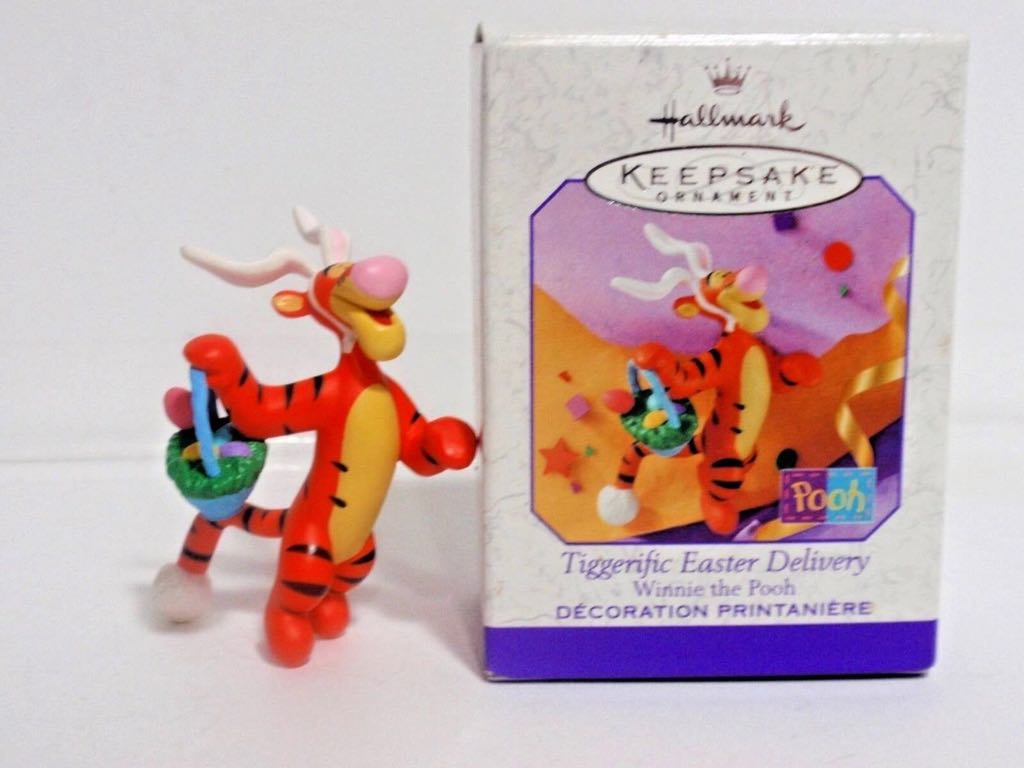 Hallmark
KEEPSAKE
ORNAMENT
Pooh
Tiggerific Easter Delivery
Winnie the Pooh
DÉCORATION PRINTANIÈRE